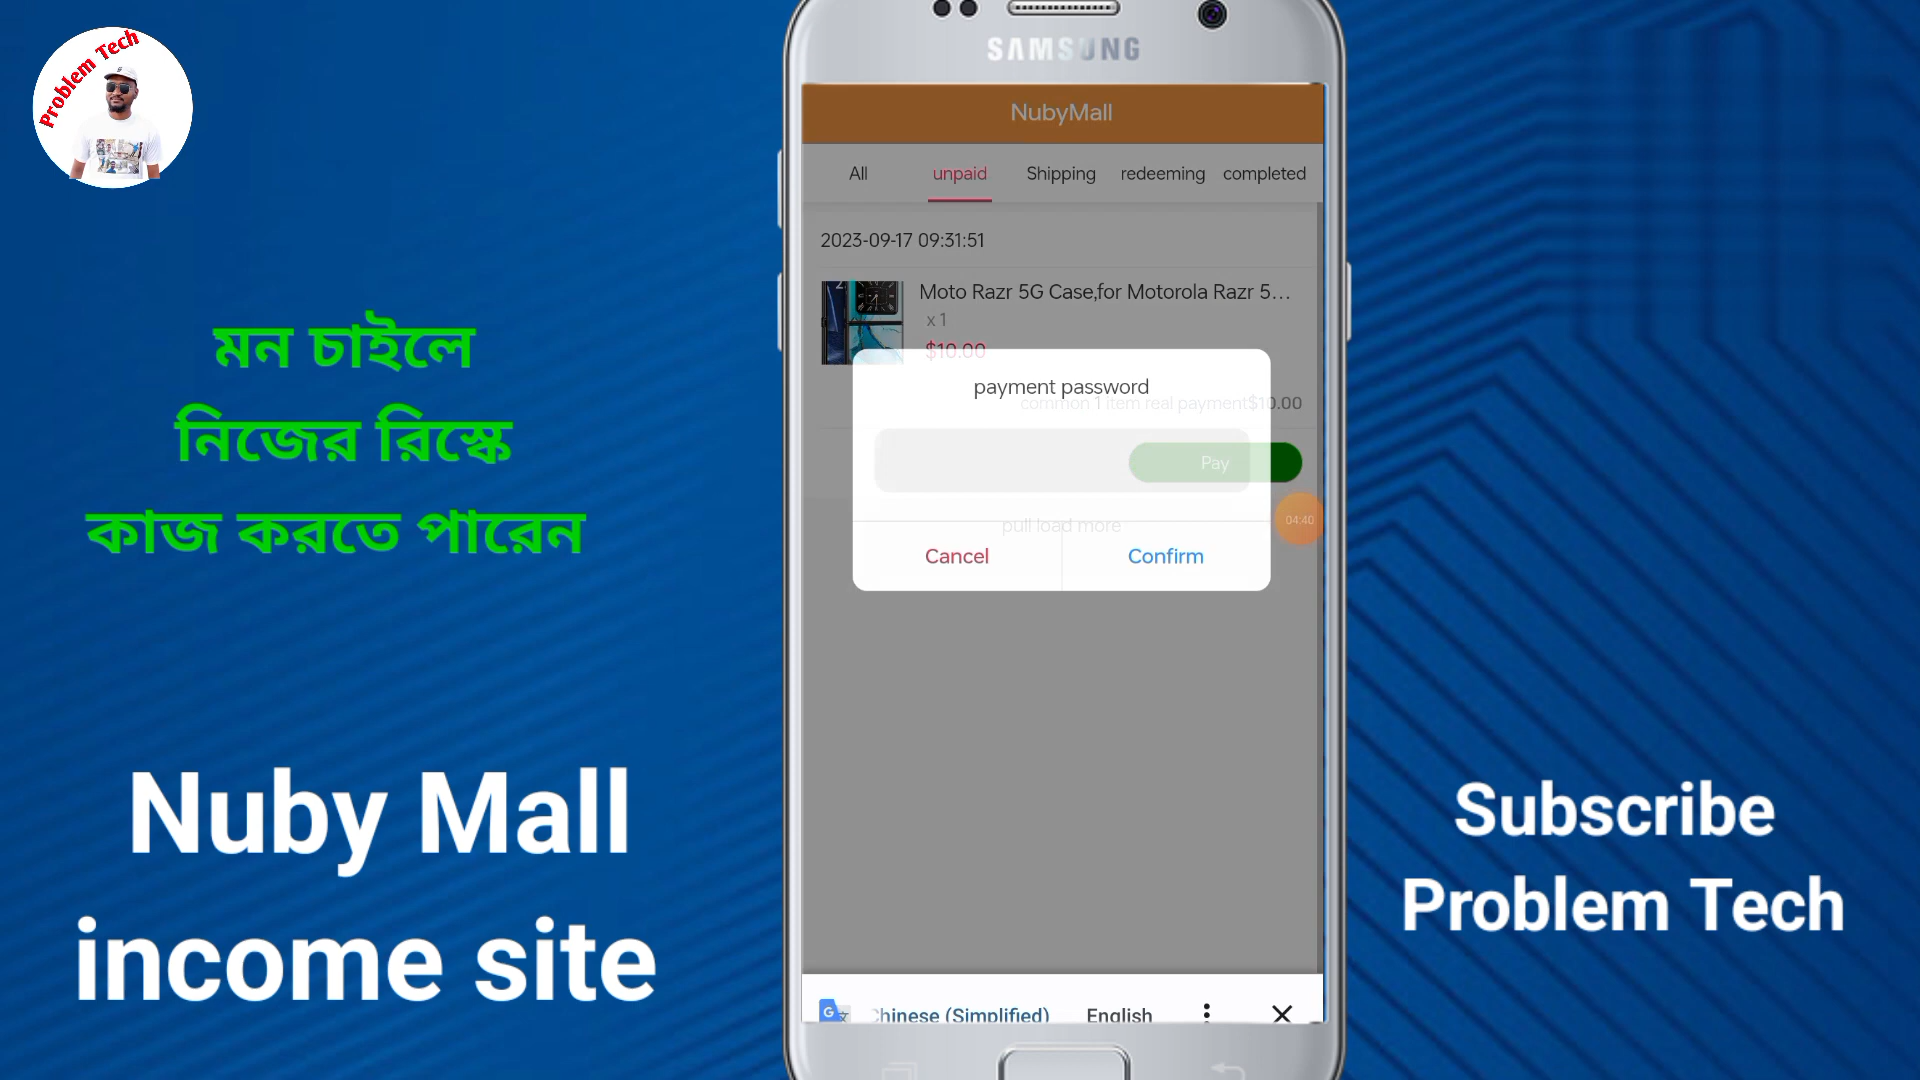 Problem Tech
SAMSUNG
NubyMall
All unpaid Shipping redeeming completed
2023-09-17 09:31:51
Moto Razr 5G Case,for Motorola Razr 5...
x 1
$10.00
payment password
common 1 item real payment$10.00
Pay
04:40
pull load more
Cancel Confirm
Chinese (Simplified) English
মন চাইলে
নিজের রিস্কে
কাজ করতে পারেন
Nuby Mall
income site
Subscribe
Problem Tech